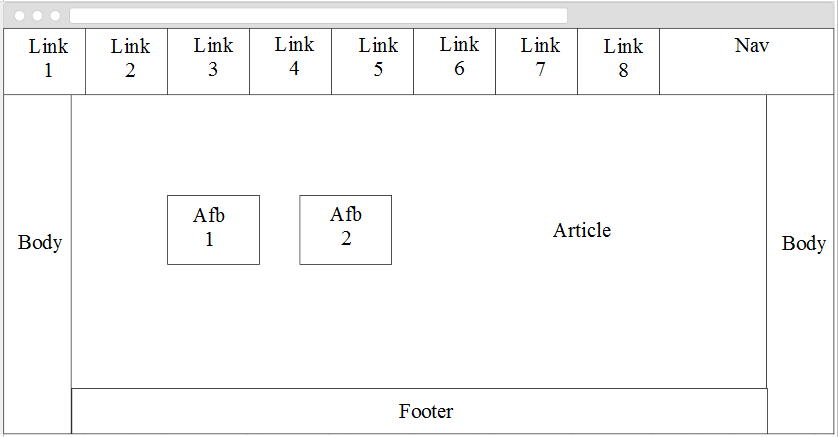 Link
1
Link
2
Link
3
Link
4
Link
5
Link
6
Link
7
Link
8
Nav
Body
Afb
1
Afb
2
Article
Body
Footer